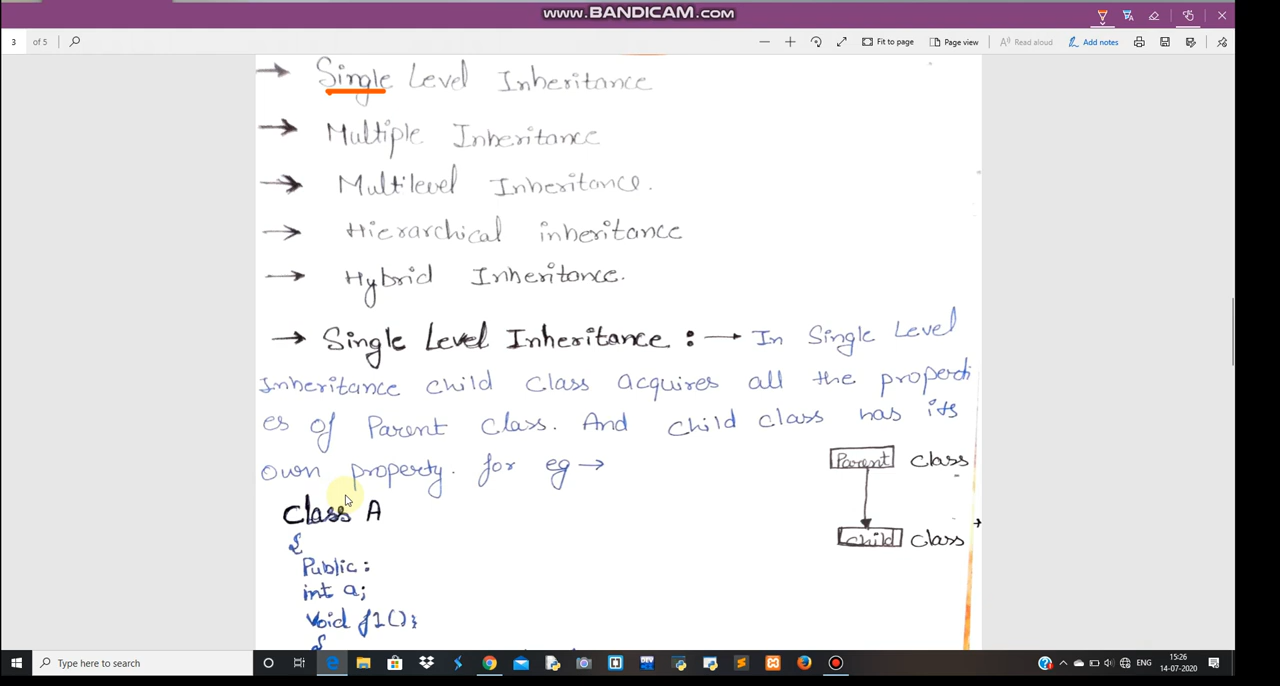 www.BANDICAM.com
3 of 5
Fit to page
Page view
Read aloud
Add notes
→ Single Level Inheritance
→ Multiple Inheritance
→ Multilevel Inheritance.
→ Hierarchical inheritance
→ Hybrid Inheritance.
→ Single Level Inheritance : → In Single Level
Inheritance child class acquires all the properti
es of Parent class. And child class has its
own property. for eg →
Parent class
Child class
class A
{
Public :
int a;
Void f1();
{
Type here to search
ENG
15:26
14-07-2020